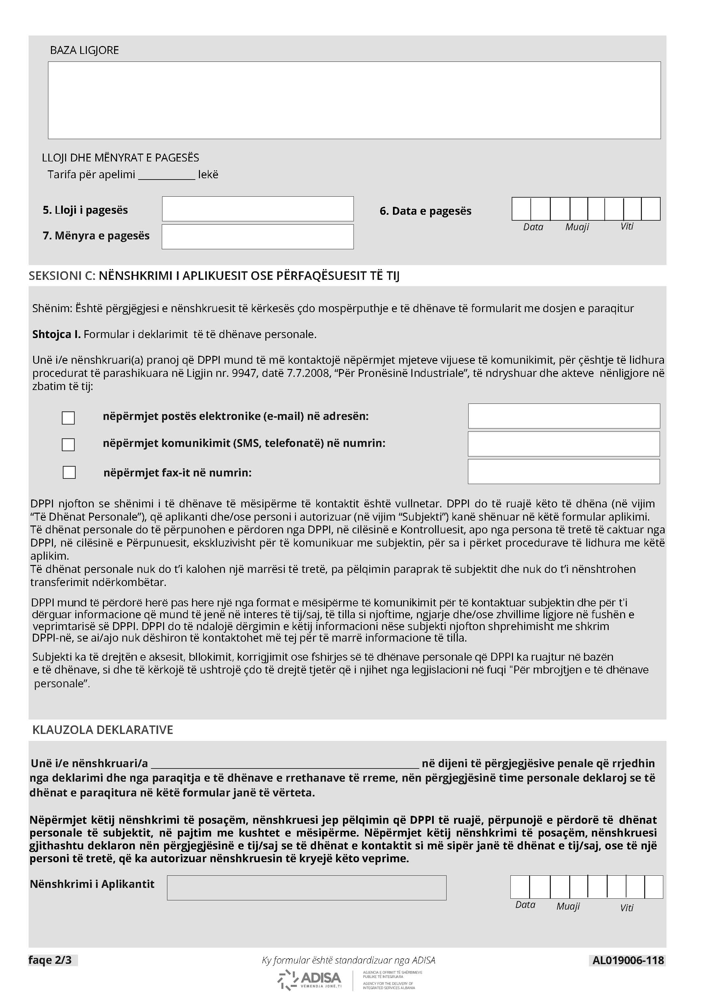 BAZA LIGJORE
LLOJI DHE MËNYRAT E PAGESËS
Tarifa për apelimi __________ lekë
5. Lloji i pagesës
6. Data e pagesës
Data Muaji Viti
7. Mënyra e pagesës
SEKSIONI C: NËNSHKRIMI I APLIKUESIT OSE PËRFAQËSUESIT TË TIJ
Shënim: Është përgjëgjesi e nënshkruesit të kërkesës çdo mospërputhje e të dhënave të formularit me dosjen e paraqitur
Shtojca I. Formular i deklarimit të të dhënave personale.
Unë i/e nënshkruari(a) pranoj që DPPI mund të më kontaktojë nëpërmjet mjeteve vijuese të komunikimit, për çështje të lidhura
procedurat të parashikuara në Ligjin nr. 9947, datë 7.7.2008, “Për Pronësinë Industriale”, të ndryshuar dhe akteve nënligjore në
zbatim të tij:
nëpërmjet postës elektronike (e-mail) në adresën:
nëpërmjet komunikimit (SMS, telefonatë) në numrin:
nëpërmjet fax-it në numrin:
DPPI njofton se shënimi i të dhënave të mësipërme të kontaktit është vullnetar. DPPI do të ruajë këto të dhëna (në vijim
“Të Dhënat Personale”), që aplikanti dhe/ose personi i autorizuar (në vijim “Subjekti”) kanë shënuar në këtë formular aplikimi.
Të dhënat personale do të përpunohen e përdoren nga DPPI, në cilësinë e Kontrolluesit, apo nga persona të tretë të caktuar nga
DPPI, në cilësinë e Përpunuesit, ekskluzivisht për të komunikuar me subjektin, për sa i përket procedurave të lidhura me këtë
aplikim.
Të dhënat personale nuk do t’i kalohen një marrësi të tretë, pa pëlqimin paraprak të subjektit dhe nuk do t’i nënshtrohen
transferimit ndërkombëtar.
DPPI mund të përdorë herë pas here një nga format e mësipërme të komunikimit për të kontaktuar subjektin dhe për t'i
dërguar informacione që mund të jenë në interes të tij/saj, të tilla si njoftime, ngjarje dhe/ose zhvillime ligjore në fushën e
veprimtarisë së DPPI. DPPI do të ndalojë dërgimin e këtij informacioni nëse subjekti njofton shprehimisht me shkrim
DPPI-në, se ai/ajo nuk dëshiron të kontaktohet më tej për të marrë informacione të tilla.
Subjekti ka të drejtën e aksesit, bllokimit, korrigjimit ose fshirjes së të dhënave personale që DPPI ka ruajtur në bazën
e të dhënave, si dhe të kërkojë të ushtrojë çdo të drejtë tjetër që i njihet nga legjislacioni në fuqi "Për mbrojtjen e të dhënave
personale”.
KLAUZOLA DEKLARATIVE
Unë i/e nënshkruari/a ______________________________ në dijeni të përgjegjësive penale që rrjedhin
nga deklarimi dhe nga paraqitja e të dhënave e rrethanave të rreme, nën përgjegjësinë time personale deklaroj se të
dhënat e paraqitura në këtë formular janë të vërteta.
Nëpërmjet këtij nënshkrimi të posaçëm, nënshkruesi jep pëlqimin që DPPI të ruajë, përpunojë e përdorë të dhënat
personale të subjektit, në pajtim me kushtet e mësipërme. Nëpërmjet këtij nënshkrimi të posaçëm, nënshkruesi
gjithashtu deklaron nën përgjegjësinë e tij/saj se të dhënat e kontaktit si më sipër janë të dhënat e tij/saj, ose të një
personi të tretë, që ka autorizuar nënshkruesin të kryejë këto veprime.
Nënshkrimi i Aplikantit
Data Muaji Viti
faqe 2/3
Ky formular është standardizuar nga ADISA
AL019006-118
ADISA
VËMENDJA JONË, TI
AGJENCIA E OFRIMIT TË SHËRBIMEVE
PUBLIKE TË INTEGRUARA
AGENCY FOR THE DELIVERY OF
INTEGRATED SERVICES ALBANIA